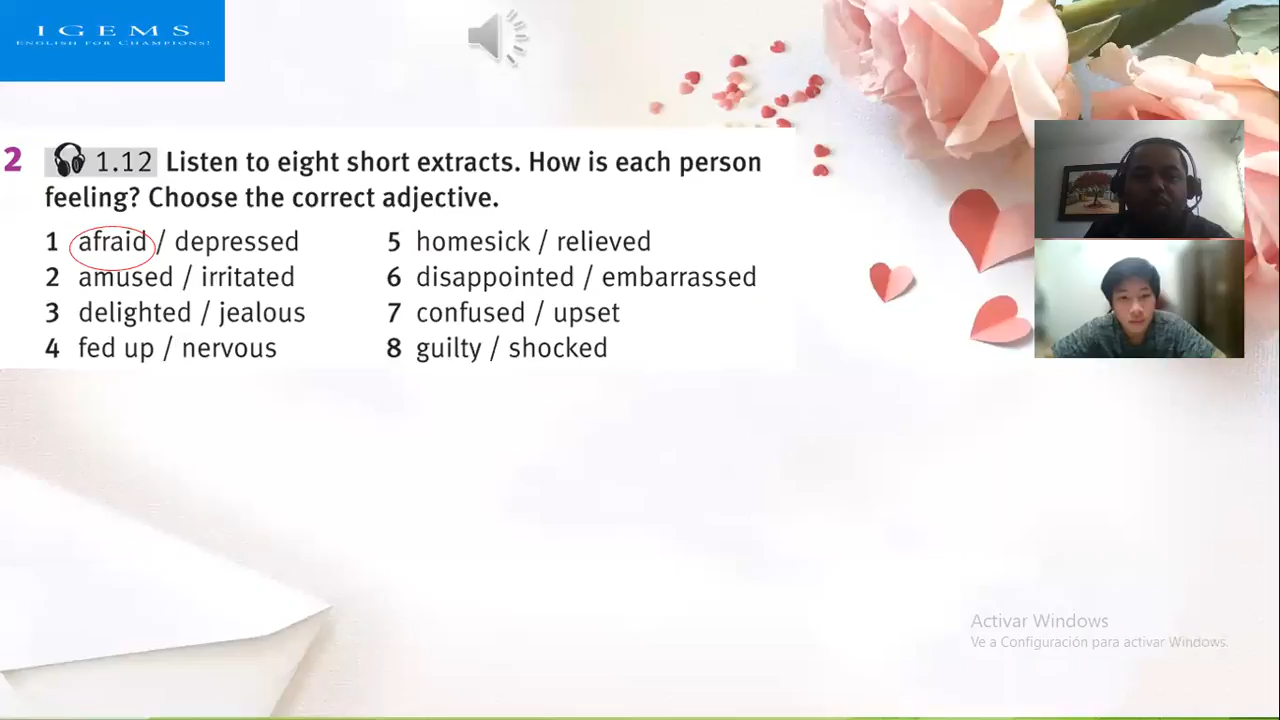 IGEMS
ENGLISH FOR CHAMPIONS!
2 1.12 Listen to eight short extracts. How is each person
feeling? Choose the correct adjective.
1 afraid / depressed
2 amused / irritated
3 delighted / jealous
4 fed up / nervous
5 homesick / relieved
6 disappointed / embarrassed
7 confused / upset
8 guilty / shocked
Activar Windows
Ve a Configuración para activar Windows.